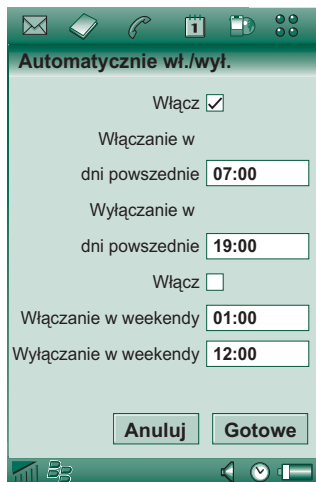 1
Automatycznie wł./wył.
Włącz
Włączanie w
dni powszednie 07:00
Wyłączanie w
dni powszednie 19:00
Włącz
Włączanie w weekendy 01:00
Wyłączanie w weekendy 12:00
Anuluj Gotowe